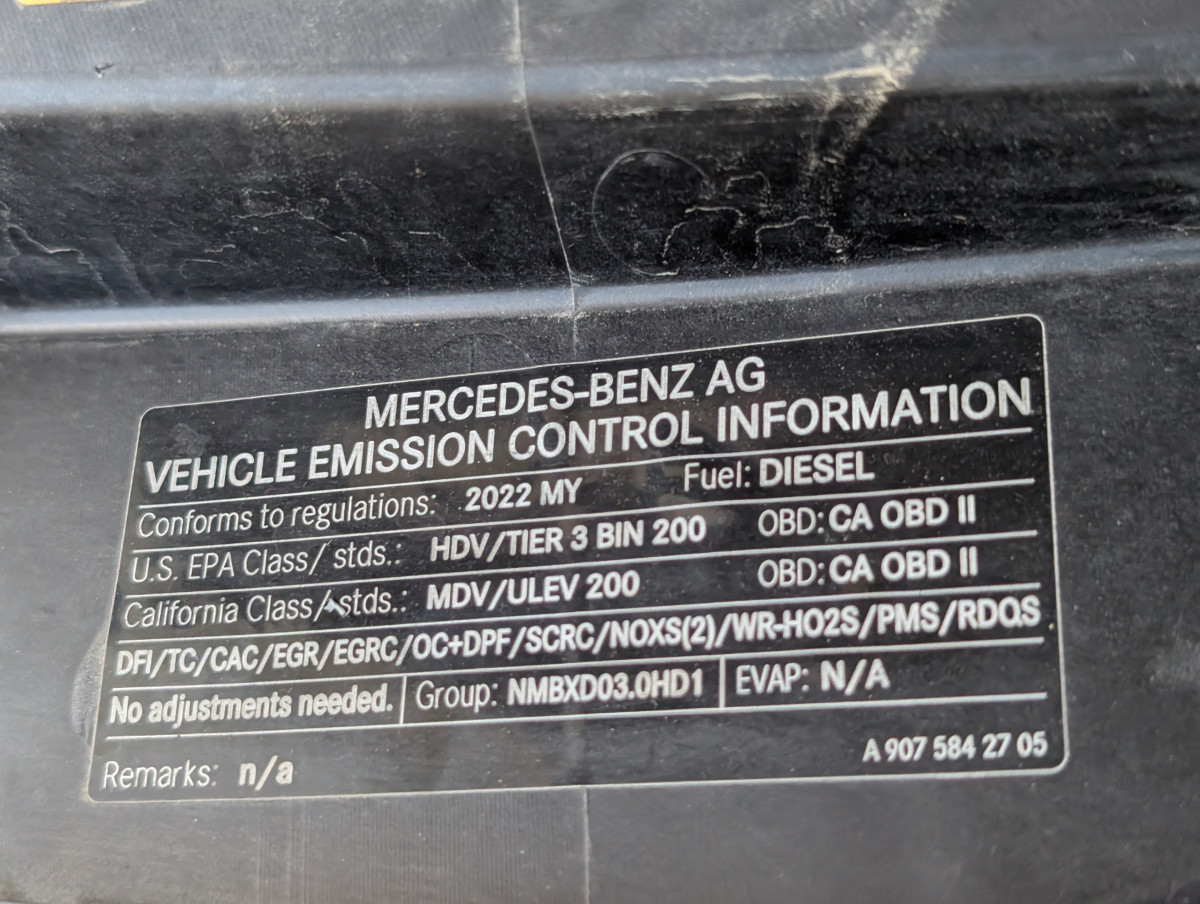 MERCEDES-BENZ AG
VEHICLE EMISSION CONTROL INFORMATION
Conforms to regulations: 2022 MY Fuel: DIESEL
U.S. EPA Class/ stds.: HDV/TIER 3 BIN 200 OBD: CA OBD II
California Class/ stds.: MDV/ULEV 200 OBD: CA OBD II
DFI/TC/CAC/EGR/EGRC/OC+DPF/SCRC/NOXS(2)/WR-HO2S/PMS/RDQS
No adjustments needed. Group: NMBXD03.0HD1 EVAP: N/A
A 907 584 27 05
Remarks: n/a